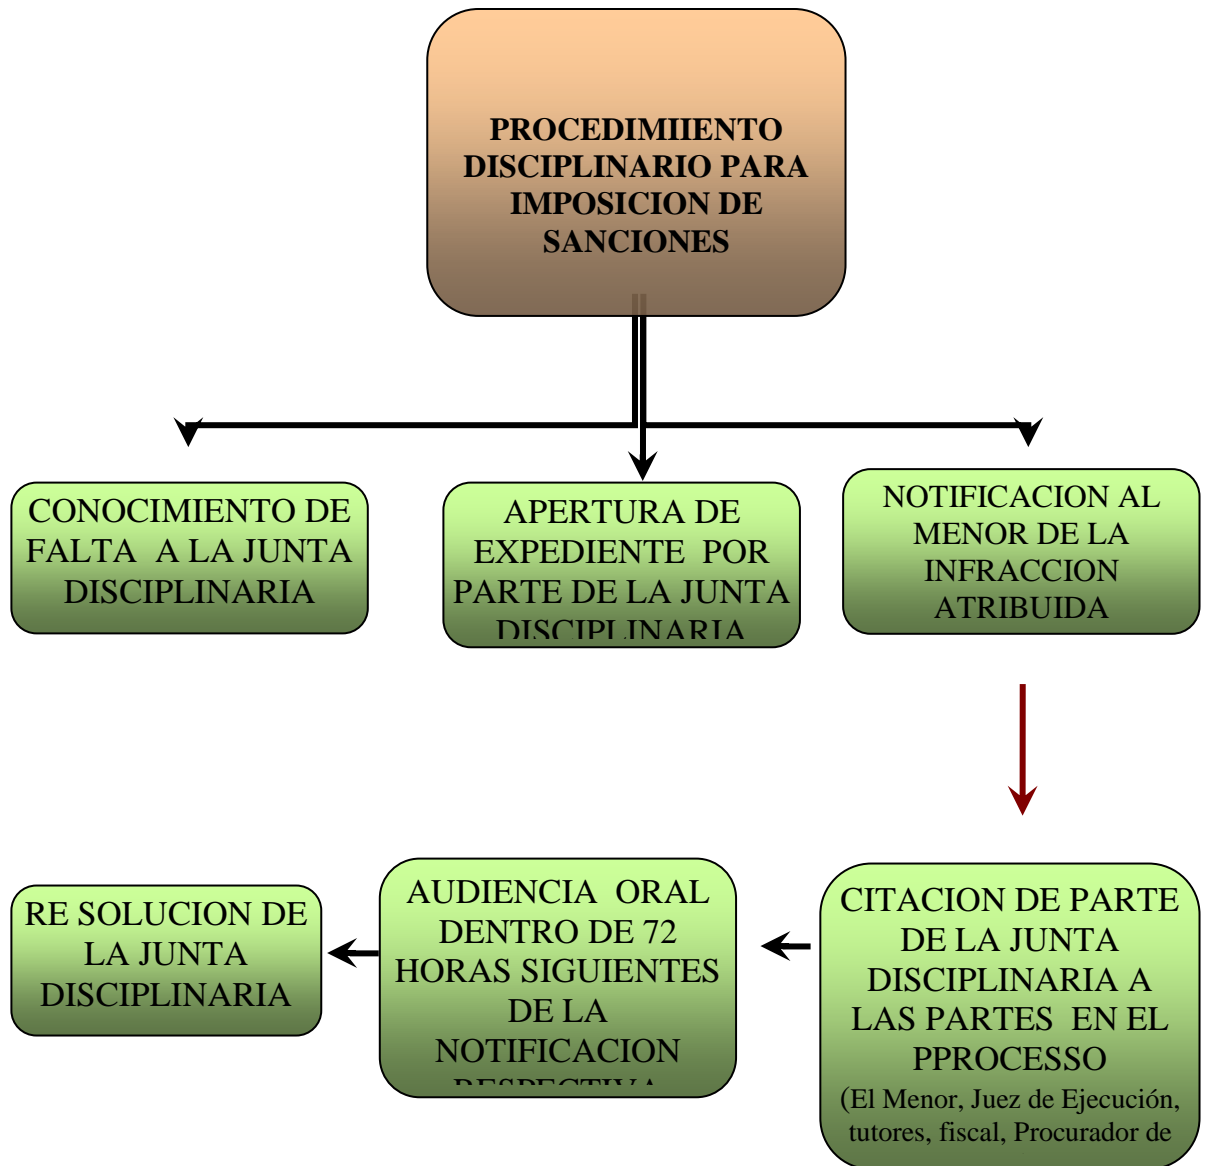 PROCEDIMIIENTO
DISCIPLINARIO PARA
IMPOSICION DE
SANCIONES
CONOCIMIENTO DE
FALTA A LA JUNTA
DISCIPLINARIA
APERTURA DE
EXPEDIENTE POR
PARTE DE LA JUNTA
DISCIPLINARIA
NOTIFICACION AL
MENOR DE LA
INFRACCION
ATRIBUIDA
CITACION DE PARTE
DE LA JUNTA
DISCIPLINARIA A
LAS PARTES EN EL
PPROCESSO
(El Menor, Juez de Ejecución,
tutores, fiscal, Procurador de
AUDIENCIA ORAL
DENTRO DE 72
HORAS SIGUIENTES
DE LA
NOTIFICACION
RESPECTIVA
RE SOLUCION DE
LA JUNTA
DISCIPLINARIA